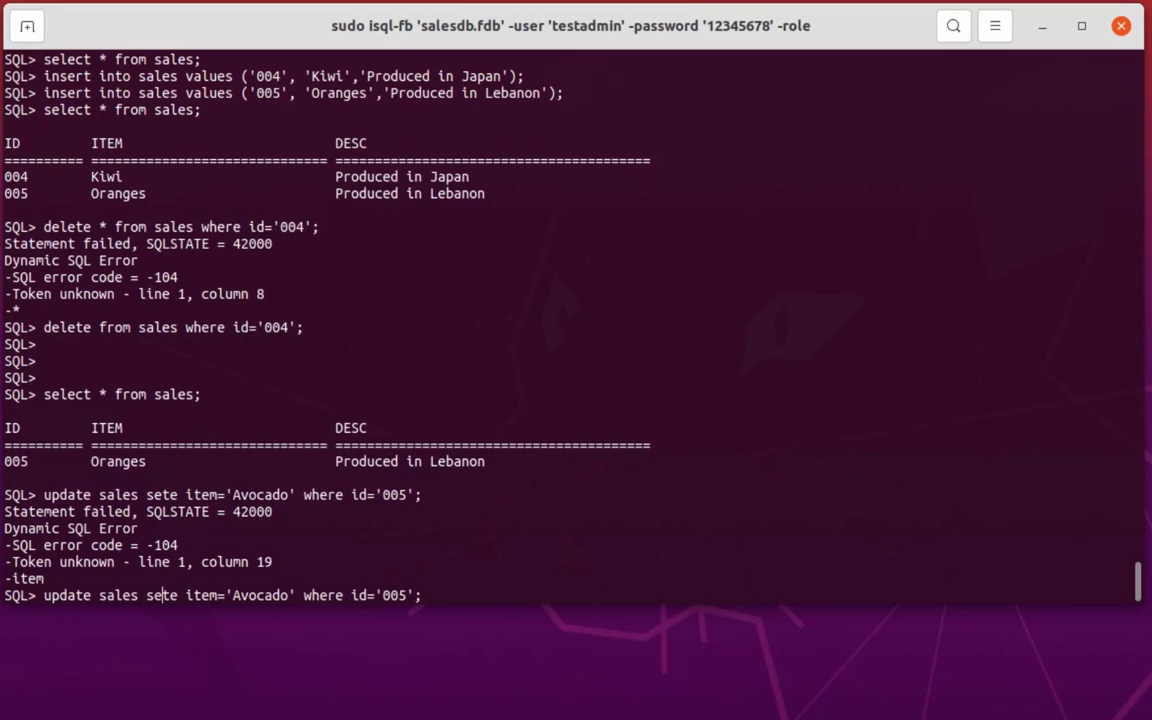 sudo isql-fb 'salesdb.fdb' -user 'testadmin' -password '12345678' -role
SQL> select * from sales;
SQL> insert into sales values ('004', 'Kiwi','Produced in Japan');
SQL> insert into sales values ('005', 'Oranges','Produced in Lebanon');
SQL> select * from sales;
ID ITEM DESC
========== ============================== ========================================
004 Kiwi Produced in Japan
005 Oranges Produced in Lebanon
SQL> delete * from sales where id='004';
Statement failed, SQLSTATE = 42000
Dynamic SQL Error
-SQL error code = -104
-Token unknown - line 1, column 8
-*
SQL> delete from sales where id='004';
SQL>
SQL>
SQL>
SQL> select * from sales;
ID ITEM DESC
========== ============================== ========================================
005 Oranges Produced in Lebanon
SQL> update sales sete item='Avocado' where id='005';
Statement failed, SQLSTATE = 42000
Dynamic SQL Error
-SQL error code = -104
-Token unknown - line 1, column 19
-item
SQL> update sales sete item='Avocado' where id='005';